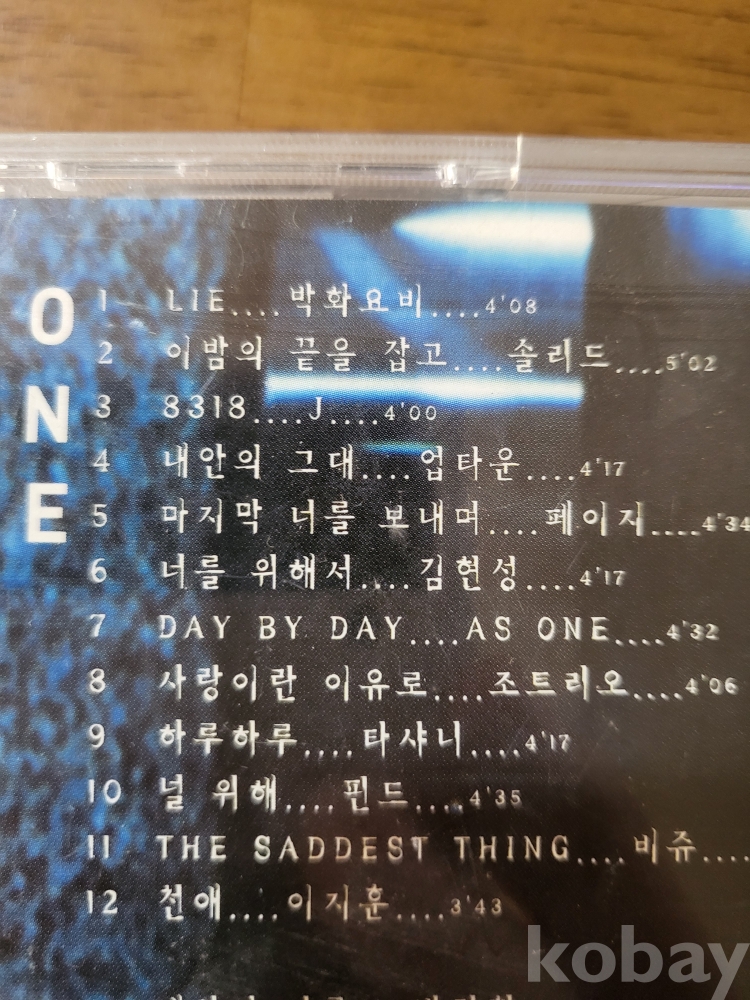 ONE
1 LIE....박화요비....4'08
2 이밤의 끝을 잡고....솔리드....5'02
3 8318....J....4'00
4 내안의 그대....업타운....4'17
5 마지막 너를 보내며....페이지....4'34
6 너를 위해서....김현성....4'17
7 DAY BY DAY....AS ONE....4'32
8 사랑이란 이유로....조트리오....4'06
9 하루하루....타샤니....4'17
10 널 위해....핀드....4'35
11 THE SADDEST THING....비쥬....
12 천애....이지훈....3'43
kobay